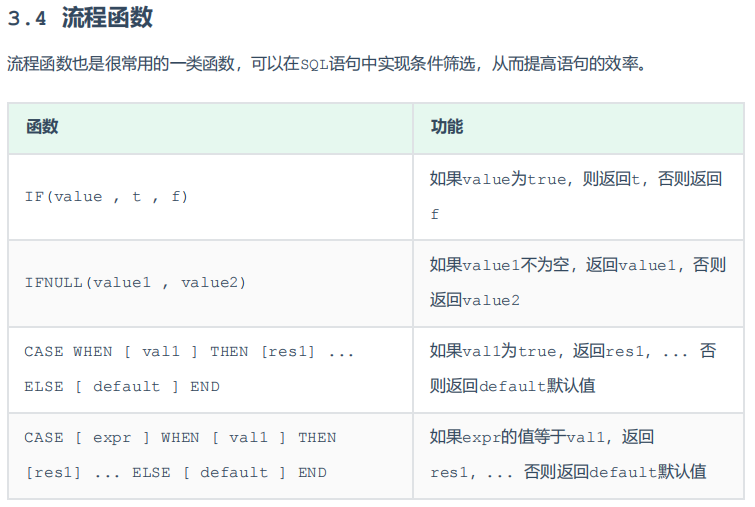 3.4 流程函数
流程函数也是很常用的一类函数，可以在SQL语句中实现条件筛选，从而提高语句的效率。
函数 功能
IF(value , t , f)
如果value为true，则返回t，否则返回
f
IFNULL(value1 , value2)
如果value1不为空，返回value1，否则
返回value2
CASE WHEN [ val1 ] THEN [res1] ...
ELSE [ default ] END
如果val1为true，返回res1，... 否
则返回default默认值
CASE [ expr ] WHEN [ val1 ] THEN
[res1] ... ELSE [ default ] END
如果expr的值等于val1，返回
res1，... 否则返回default默认值